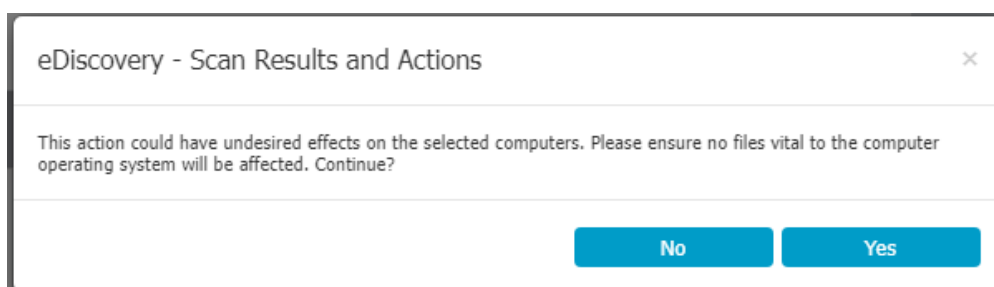 eDiscovery - Scan Results and Actions
×
This action could have undesired effects on the selected computers. Please ensure no files vital to the computer
operating system will be affected. Continue?
No
Yes